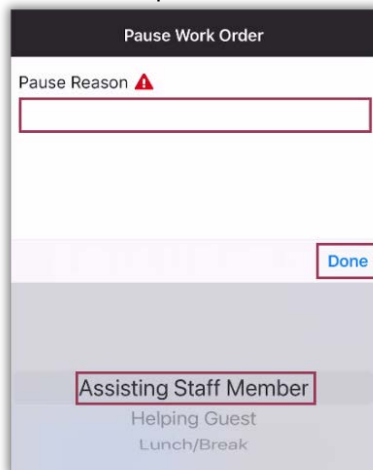 Pause Work Order
Pause Reason
Done
Assisting Staff Member
Helping Guest
Lunch/Break